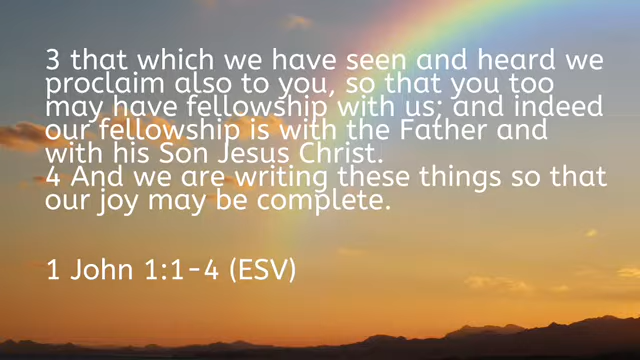 3 that which we have seen and heard we
proclaim also to you, so that you too
may have fellowship with us; and indeed
our fellowship is with the Father and
with his Son Jesus Christ.
4 And we are writing these things so that
our joy may be complete.
1 John 1:1-4 (ESV)